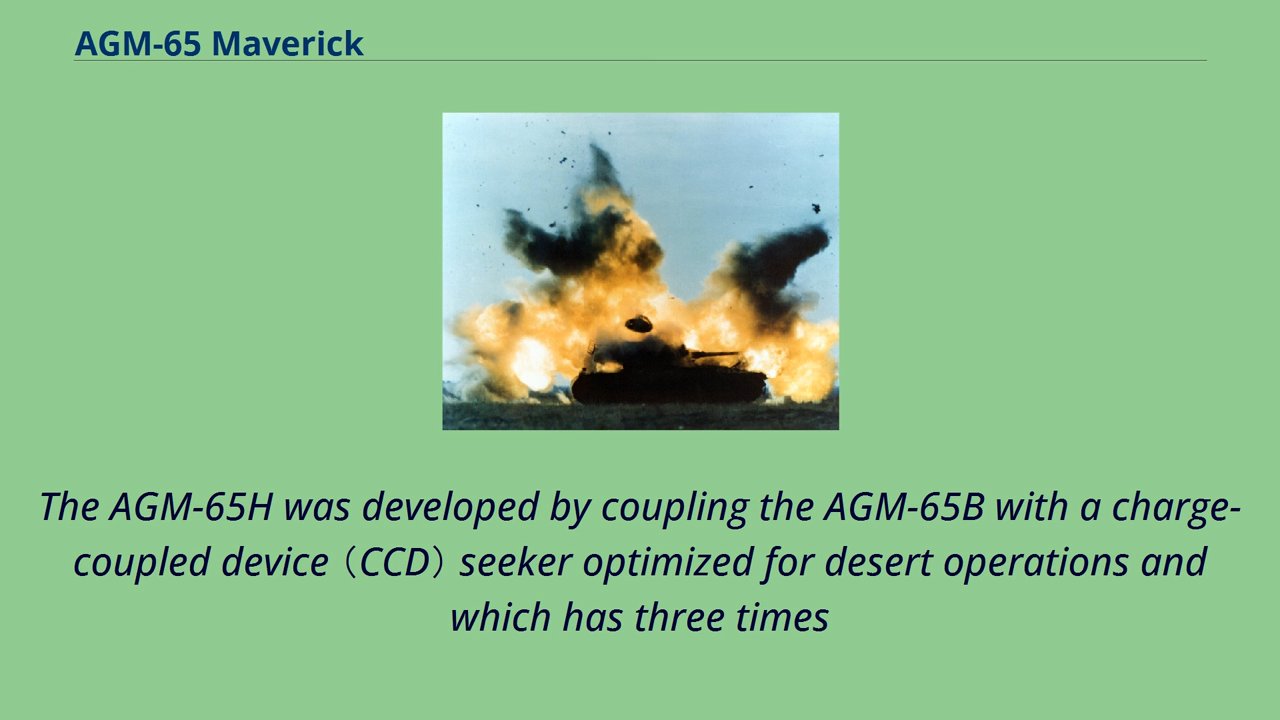 AGM-65 Maverick
The AGM-65H was developed by coupling the AGM-65B with a charge-
coupled device（CCD）seeker optimized for desert operations and
which has three times